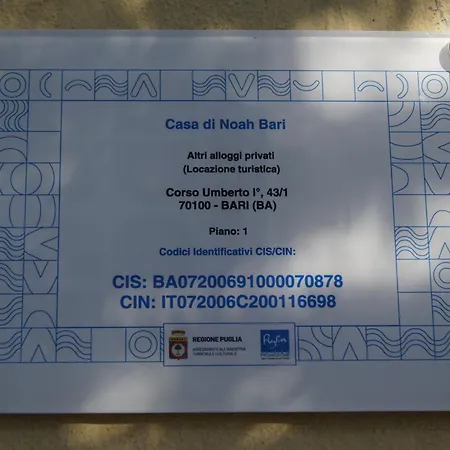 Casa di Noah Bari
Altri alloggi privati
(Locazione turistica)
Corso Umberto I°, 43/1
70100 - BARI (BA)
Piano: 1
Codici Identificativi CIS/CIN:
CIS: BA07200691000070878
CIN: IT072006C200116698
REGIONE PUGLIA